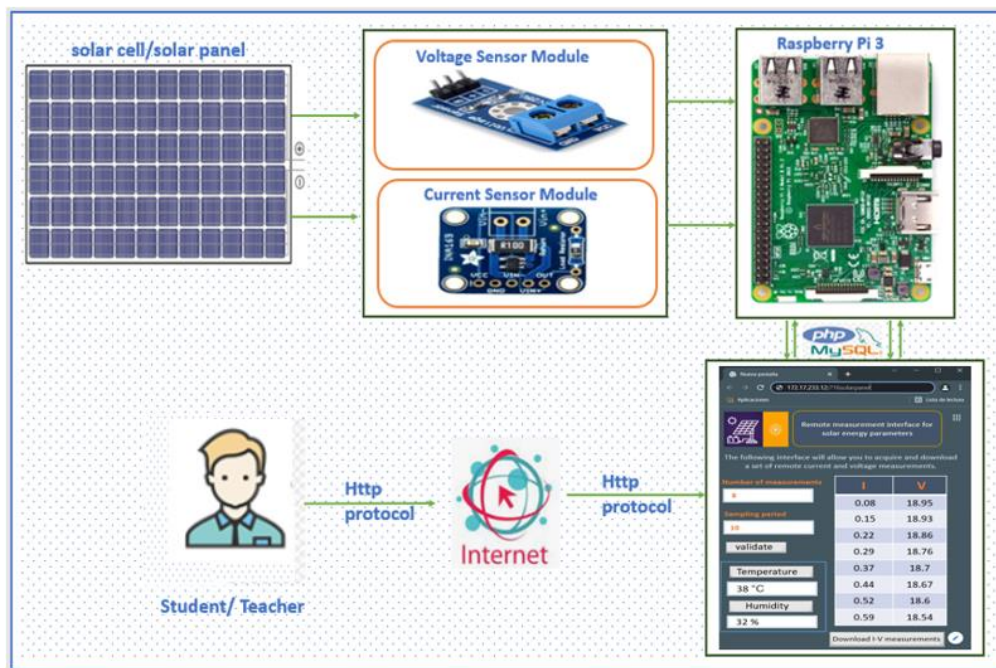 solar cell/solar panel
Voltage Sensor Module
Raspberry Pi 3
Current Sensor Module
R100
VCC VIN- OUT
GND VIN+
php
MySQL
Nueva pestaña
Aplicaciones
Lista de lectura
Remote measurement interface for
solar energy parameters
The following interface will allow you to acquire and download
a set of remote current and voltage measurements.
Number of measurements
8
Sampling period
10
validate
Temperature
38 °C
Humidity
32 %
I V
0.08 18.95
0.15 18.93
0.22 18.86
0.29 18.76
0.37 18.7
0.44 18.67
0.52 18.6
0.59 18.54
Download I-V measurements
Http
protocol
Internet
Http
protocol
Student/ Teacher